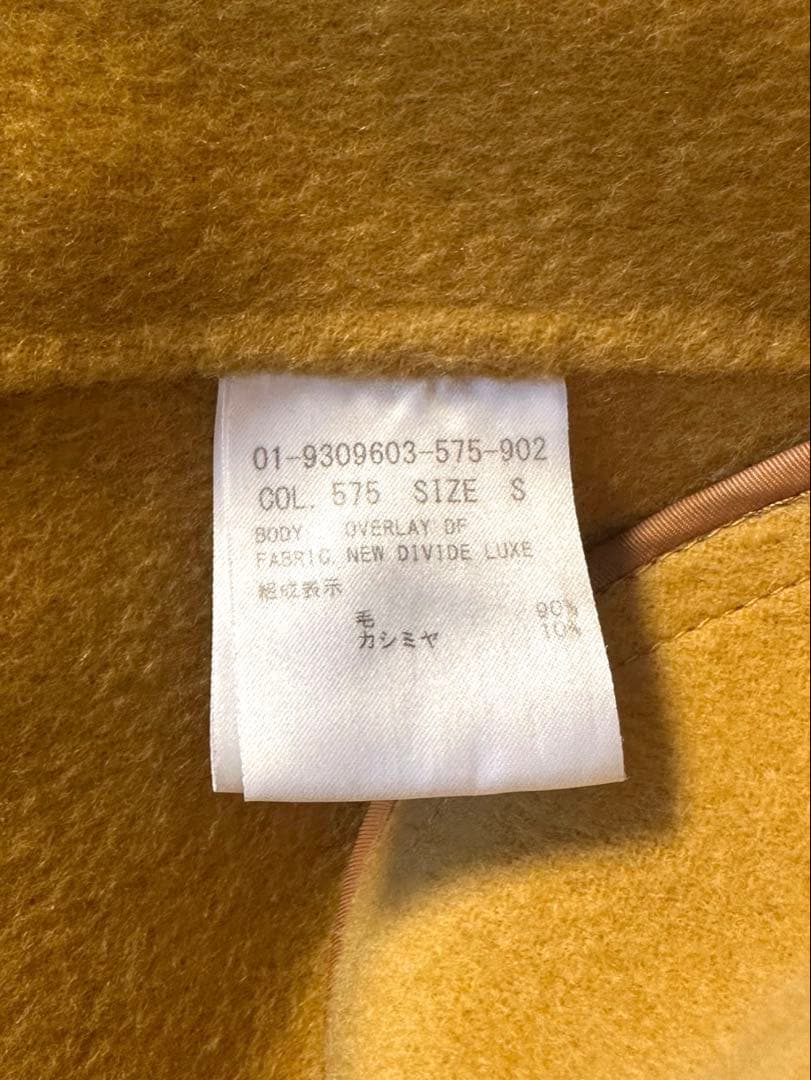 01-9309603-575-902
COL. 575 SIZE S
BODY OVERLAY DF
FABRIC. NEW DIVIDE LUXE
組成表示
毛 90%
カシミヤ 10%